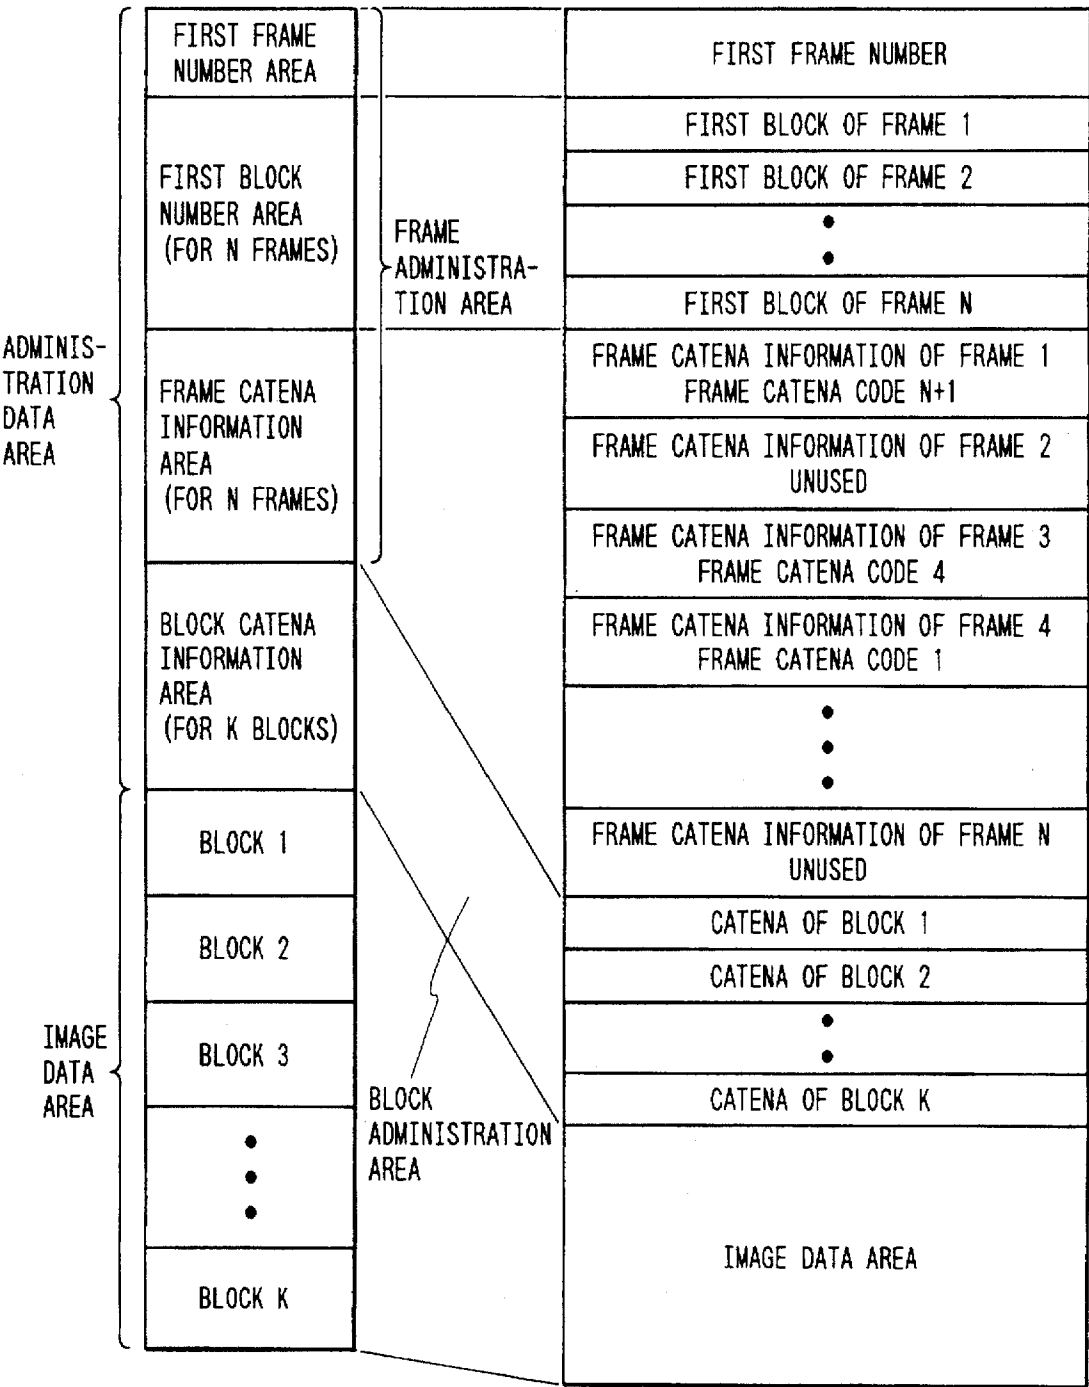 ADMINIS-
TRATION
DATA
AREA
IMAGE
DATA
AREA
FIRST FRAME
NUMBER AREA
FIRST BLOCK
NUMBER AREA
(FOR N FRAMES)
FRAME CATENA
INFORMATION
AREA
(FOR N FRAMES)
BLOCK CATENA
INFORMATION
AREA
(FOR K BLOCKS)
BLOCK 1
BLOCK 2
BLOCK 3
BLOCK K
FRAME
ADMINISTRA-
TION AREA
BLOCK
ADMINISTRATION
AREA
FIRST FRAME NUMBER
FIRST BLOCK OF FRAME 1
FIRST BLOCK OF FRAME 2
FIRST BLOCK OF FRAME N
FRAME CATENA INFORMATION OF FRAME 1
FRAME CATENA CODE N+1
FRAME CATENA INFORMATION OF FRAME 2
UNUSED
FRAME CATENA INFORMATION OF FRAME 3
FRAME CATENA CODE 4
FRAME CATENA INFORMATION OF FRAME 4
FRAME CATENA CODE 1
FRAME CATENA INFORMATION OF FRAME N
UNUSED
CATENA OF BLOCK 1
CATENA OF BLOCK 2
CATENA OF BLOCK K
IMAGE DATA AREA